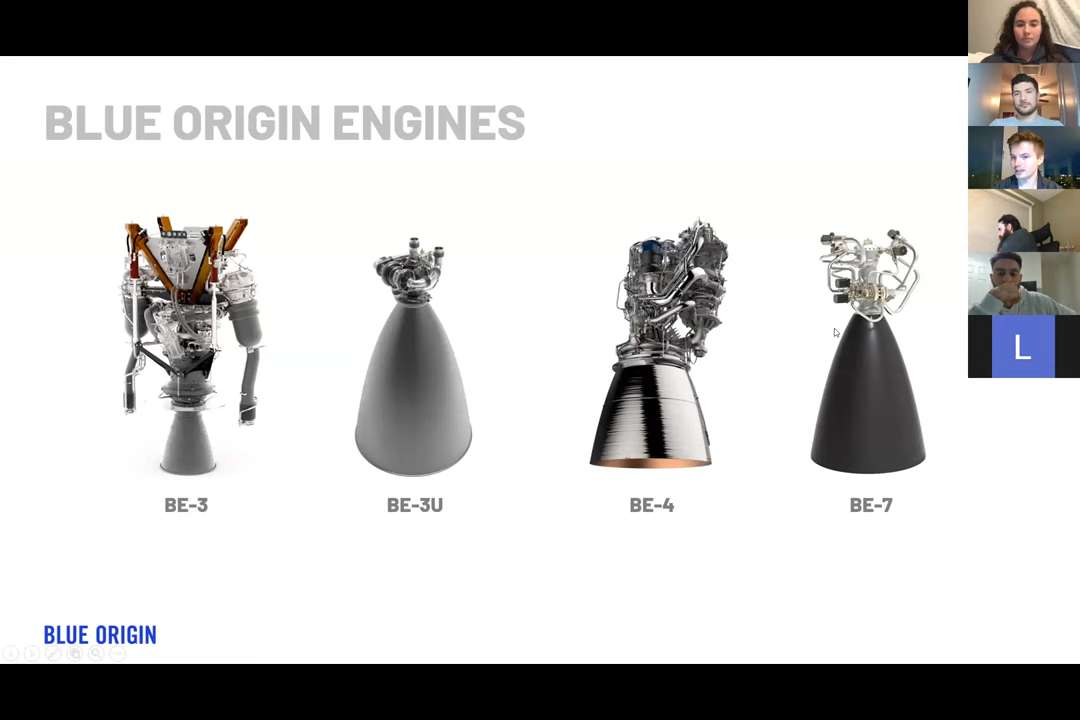 BLUE ORIGIN ENGINES
BE-3
BE-3U
BE-4
BE-7
BLUE ORIGIN
L